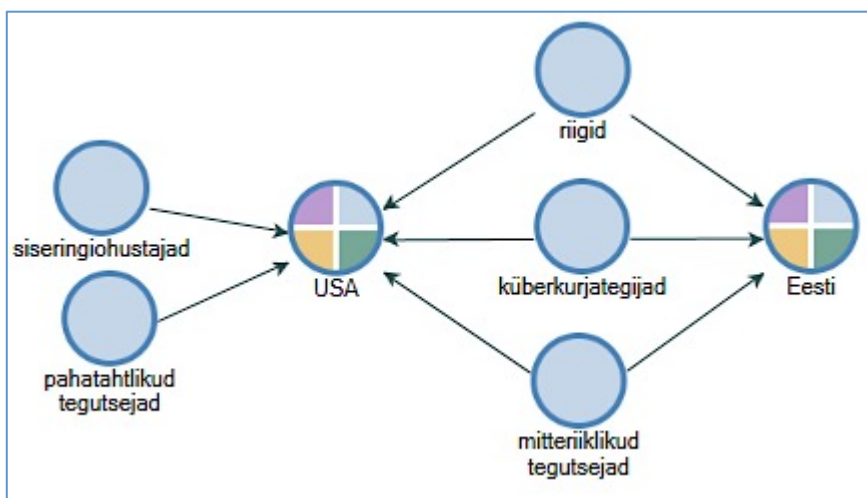 riigid
siseringiohustajad
USA
küberkurjategijad
Eesti
pahatahtlikud
tegutsejad
mitteriiklikud
tegutsejad